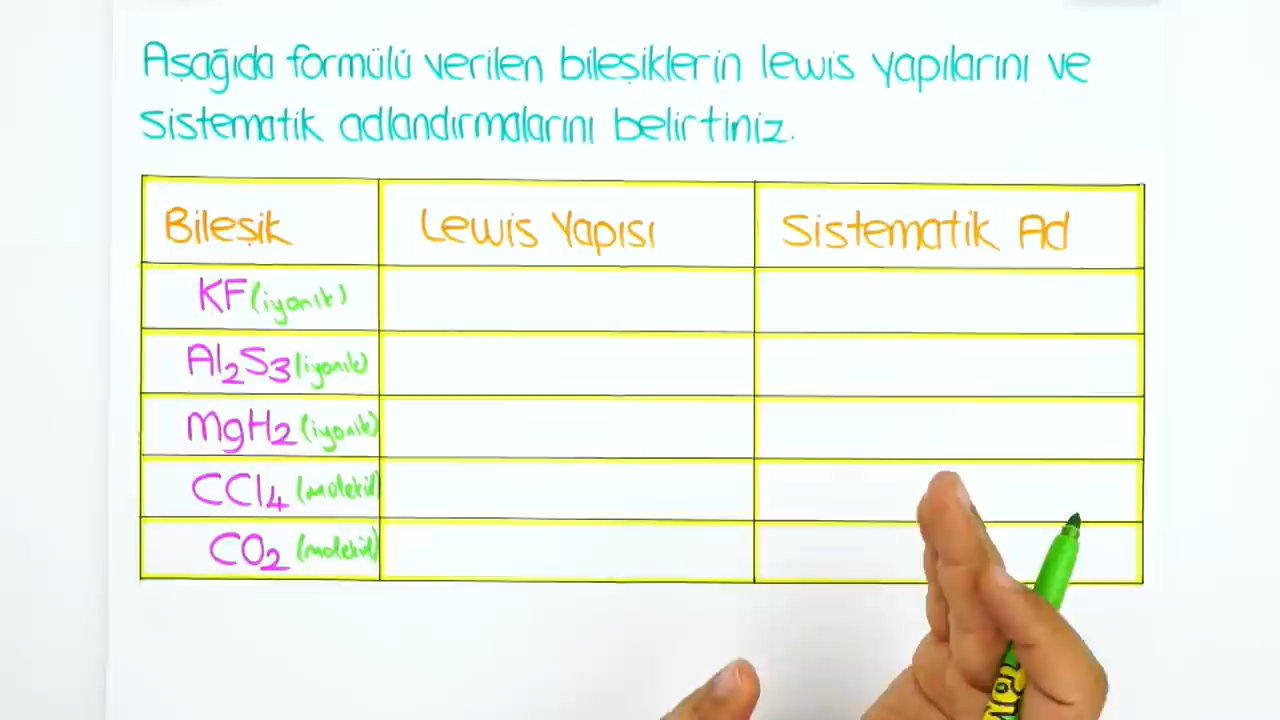 Aşağıda formülü verilen bileşiklerin lewis yapılarını ve
sistematik adlandırmalarını belirtiniz.
Bileşik Lewis Yapısı Sistematik Ad
KF (iyonik)
Al2S3 (iyonik)
MgH2 (iyonik)
CCl4 (molekül)
CO2 (molekül)